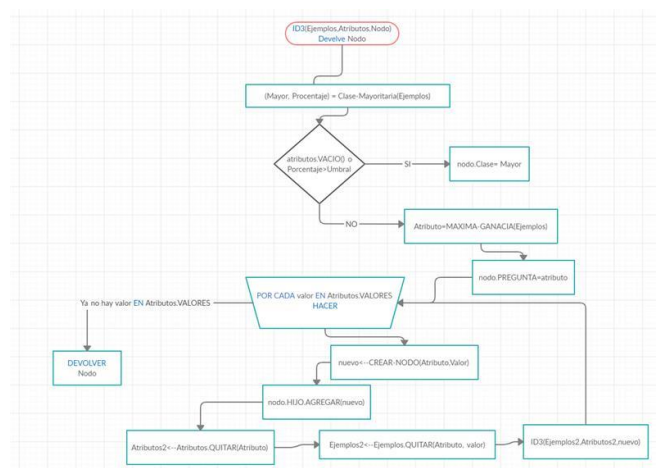 ID3(Ejemplos,Atributos,Nodo)
Develve Nodo
(Mayor, Procentaje) = Clase-Mayoritaria(Ejemplos)
atributos.VACIO() o
Porcentaje>Umbral
SI
nodo.Clase= Mayor
NO
Atributo=MAXIMA-GANACIA(Ejemplos)
nodo.PREGUNTA=atributo
POR CADA valor EN Atributos.VALORES
HACER
Ya no hay valor EN Atributos.VALORES
DEVOLVER
Nodo
nuevo<--CREAR-NODO(Atributo,Valor)
nodo.HIJO.AGREGAR(nuevo)
Atributos2<--Atributos.QUITAR(Atributo)
Ejemplos2<--Ejemplos.QUITAR(Atributo, valor)
ID3(Ejemplos2,Atributos2,nuevo)